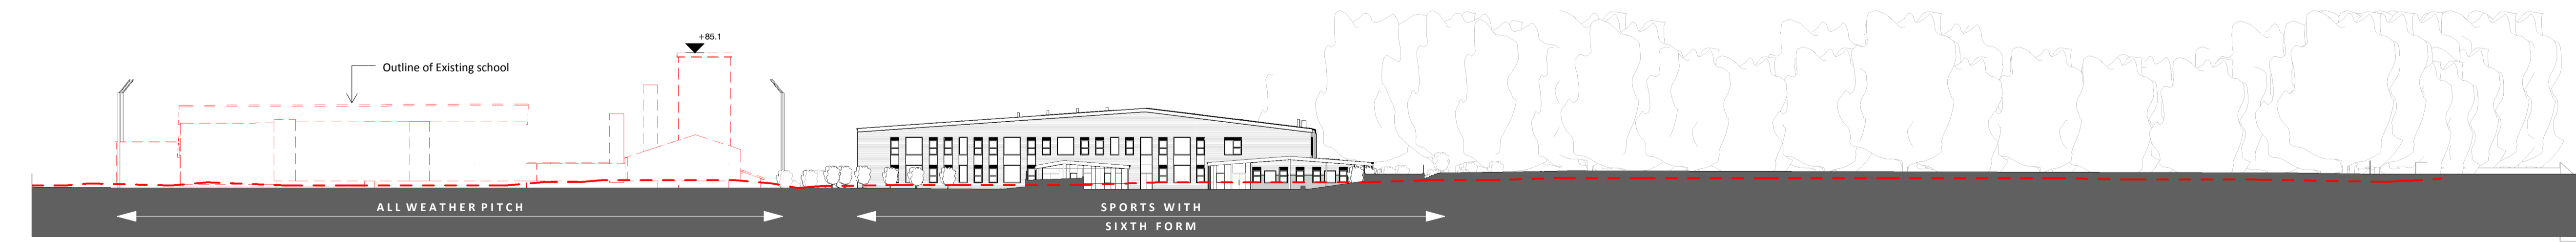 +85.1
Outline of Existing school
ALL WEATHER PITCH
SPORTS WITH
SIXTH FORM